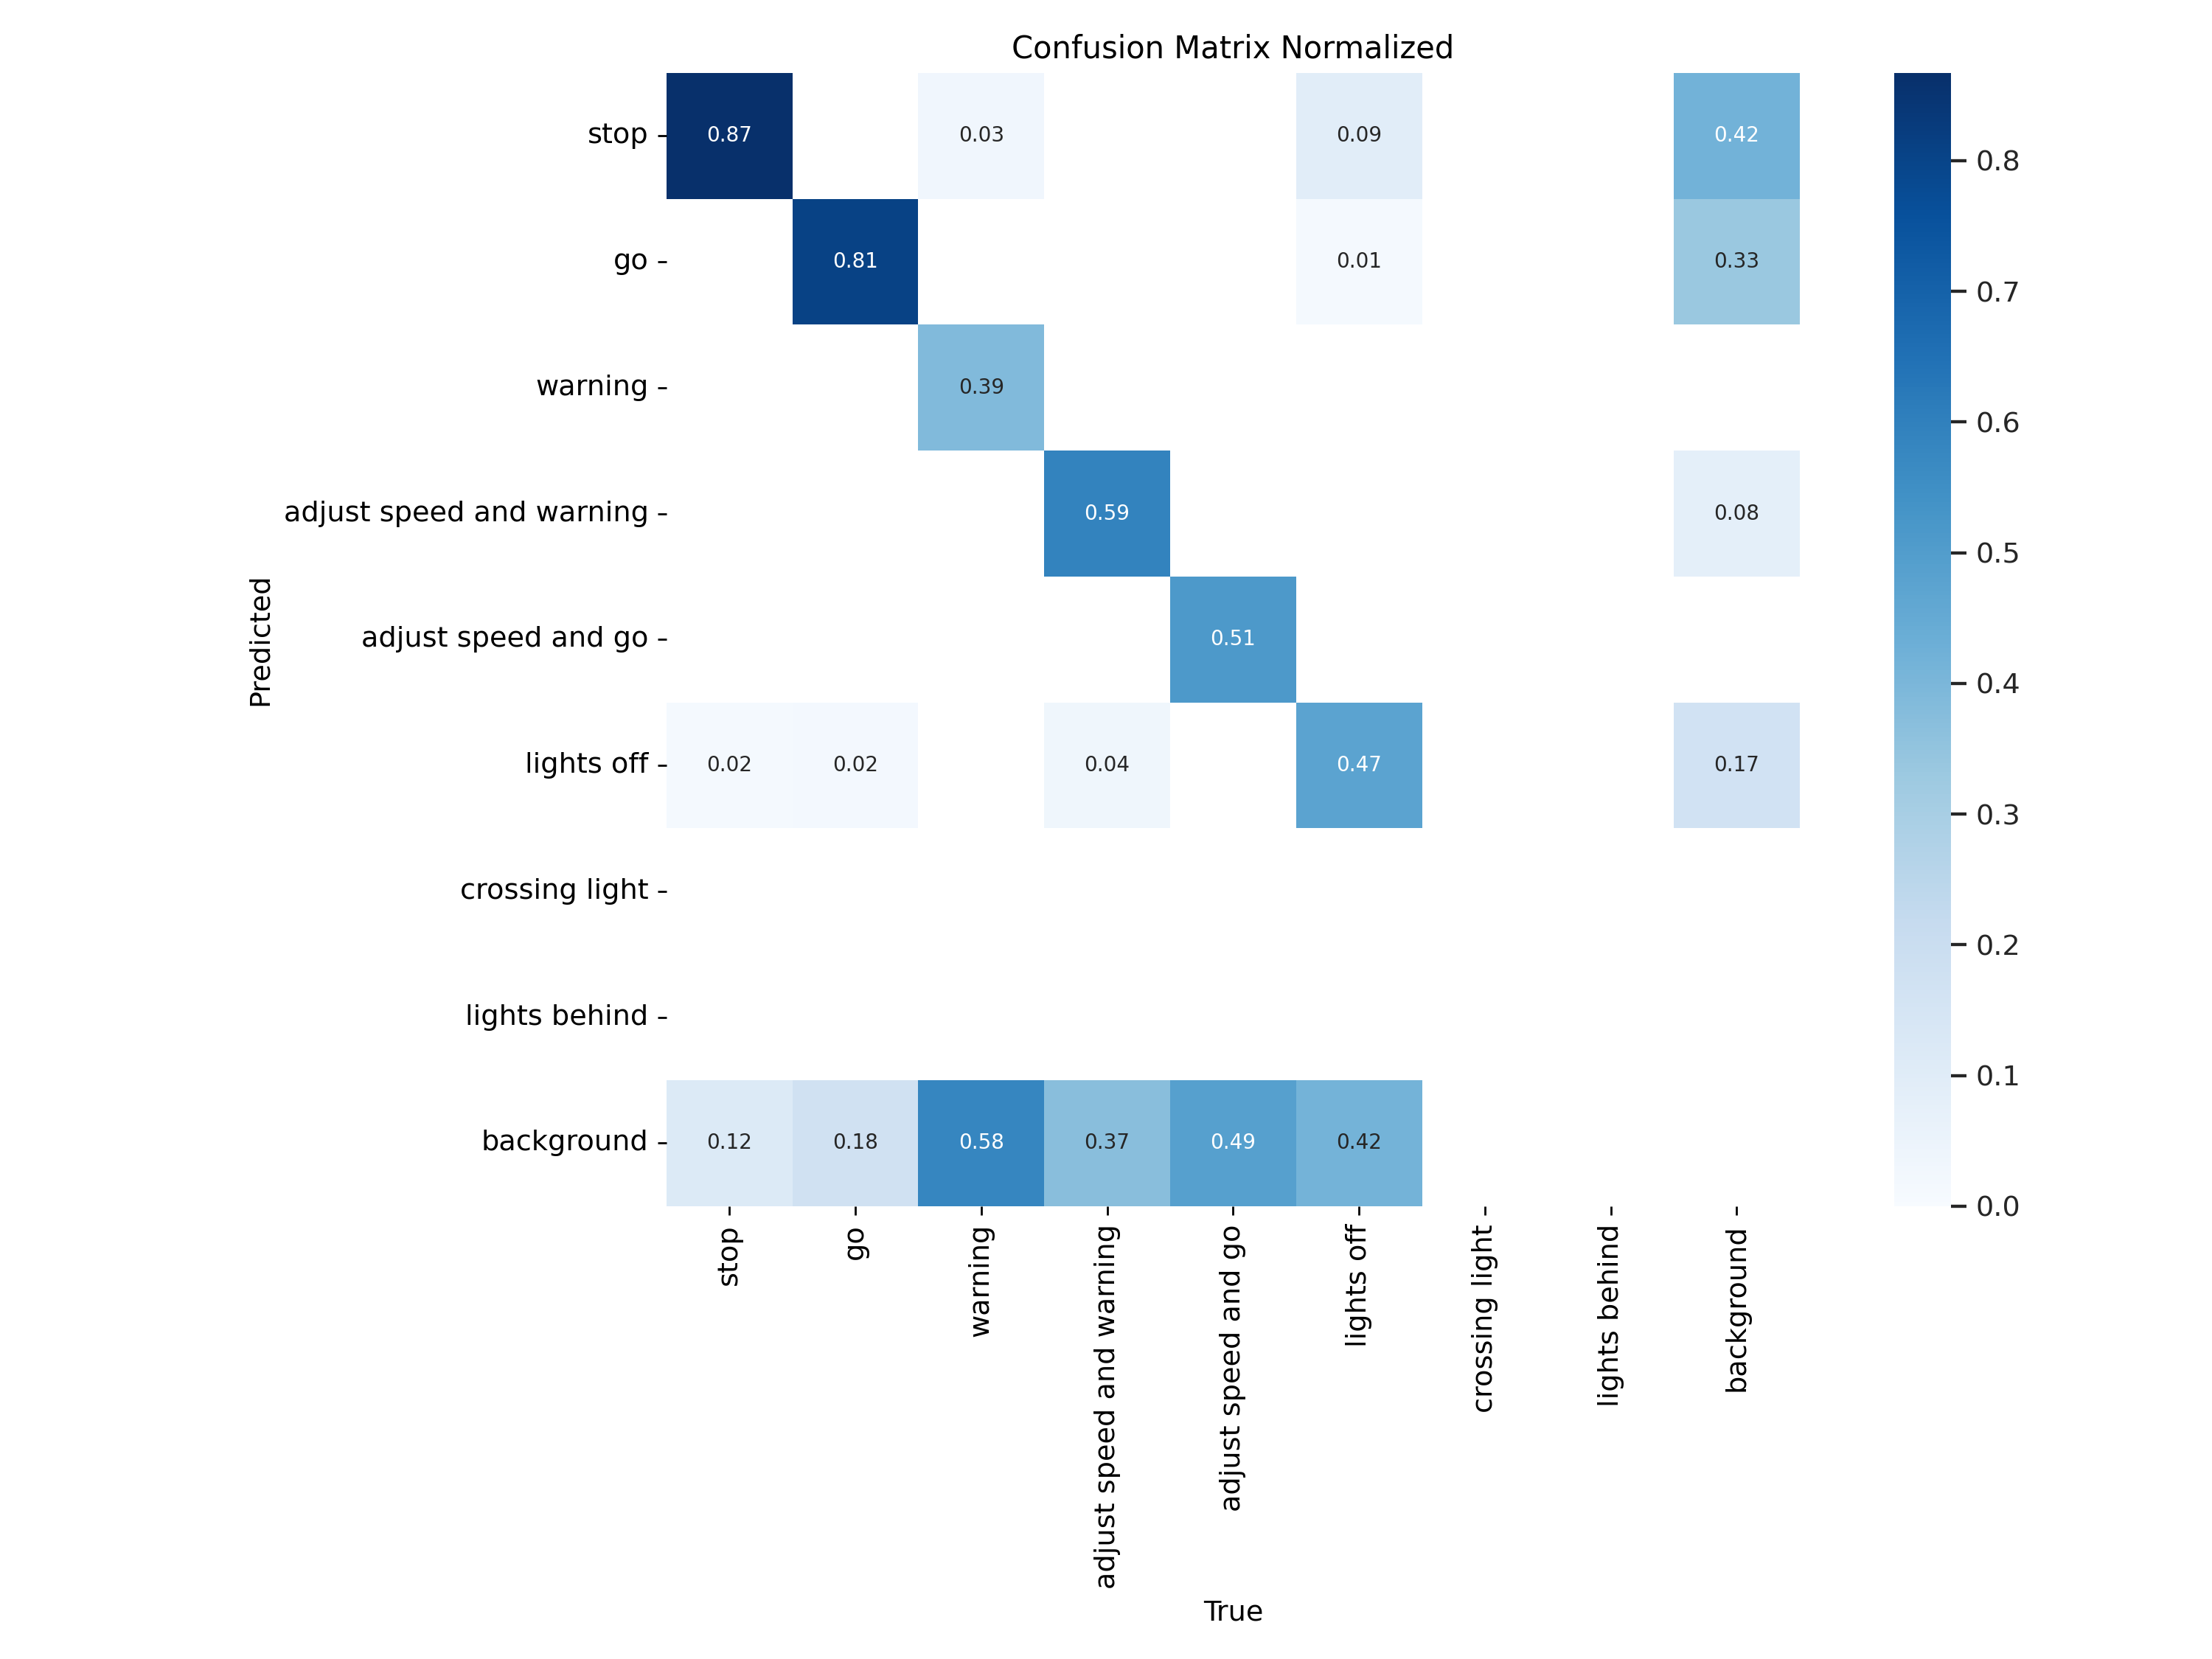 Confusion Matrix Normalized
stop
0.87
0.03
0.09
0.42
go
0.81
0.01
0.33
warning
0.39
adjust speed and warning
0.59
0.08
adjust speed and go
0.51
lights off
0.02
0.02
0.04
0.47
0.17
crossing light
lights behind
background
0.12
0.18
0.58
0.37
0.49
0.42
Predicted
stop
go
warning
adjust speed and warning
adjust speed and go
lights off
crossing light
lights behind
background
True
0.8
0.7
0.6
0.5
0.4
0.3
0.2
0.1
0.0